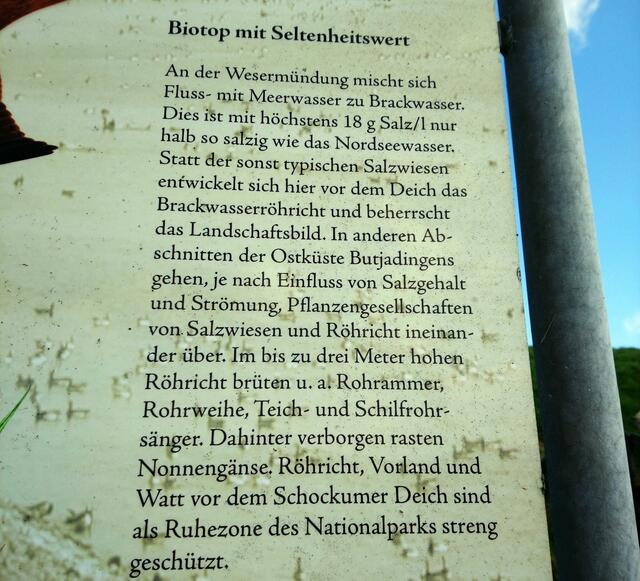 Biotop mit Seltenheitswert
An der Wesermündung mischt sich
Fluss- mit Meerwasser zu Brackwasser.
Dies ist mit höchstens 18 g Salz/l nur
halb so salzig wie das Nordseewasser.
Statt der sonst typischen Salzwiesen
entwickelt sich hier vor dem Deich das
Brackwasserröhricht und beherrscht
das Landschaftsbild. In anderen Ab-
schnitten der Ostküste Butjadingens
gehen, je nach Einfluss von Salzgehalt
und Strömung, Pflanzengesellschaften
von Salzwiesen und Röhricht ineinan-
der über. Im bis zu drei Meter hohen
Röhricht brüten u. a. Rohrammer,
Rohrweihe, Teich- und Schilfrohr-
sänger. Dahinter verborgen rasten
Nonnengänse. Röhricht, Vorland und
Watt vor dem Schockumer Deich sind
als Ruhezone des Nationalparks streng
geschützt.